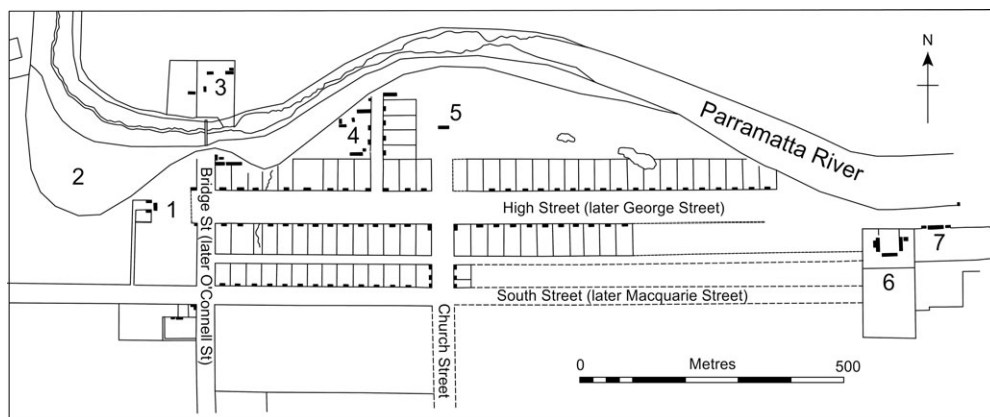 N
3
5
4
Parramatta River
2
1
High Street (later George Street)
7
6
South Street (later Macquarie Street)
Bridge St (later O'Connell St)
Church Street
Metres
0
500